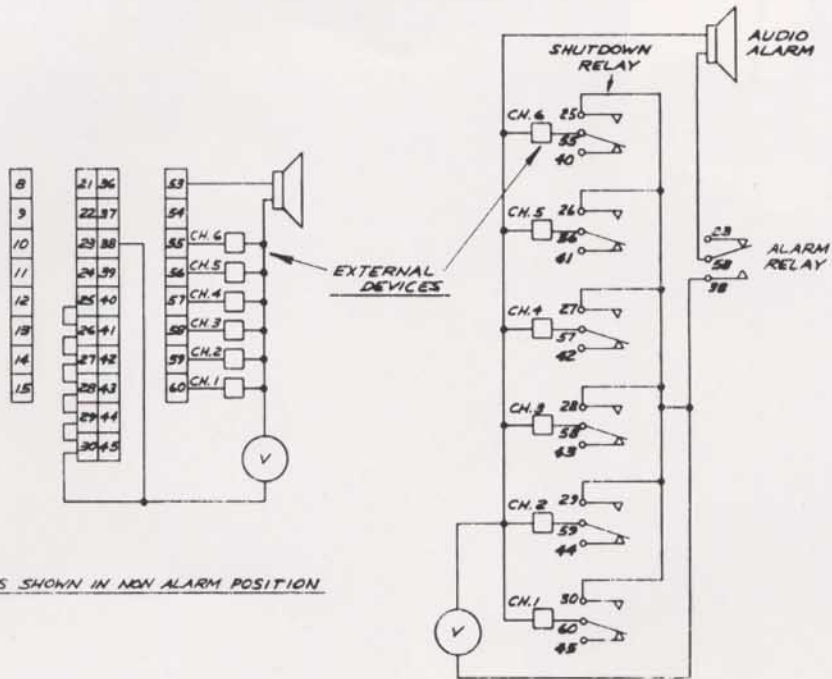 AUDIO
ALARM
SHUTDOWN
RELAY
CH. 6
25
55
40
CH. 5
26
56
41
CH. 4
27
57
42
CH. 3
28
58
43
CH. 2
29
59
44
CH. 1
30
60
45
23
53
38
ALARM
RELAY
V
8
9
10
11
12
13
14
15
21 36
22 37
23 38
24 39
25 40
26 41
27 42
28 43
29 44
30 45
53
54
55 CH. 6
56 CH. 5
57 CH. 4
58 CH. 3
59 CH. 2
60 CH. 1
EXTERNAL
DEVICES
V
S SHOWN IN NON ALARM POSITION